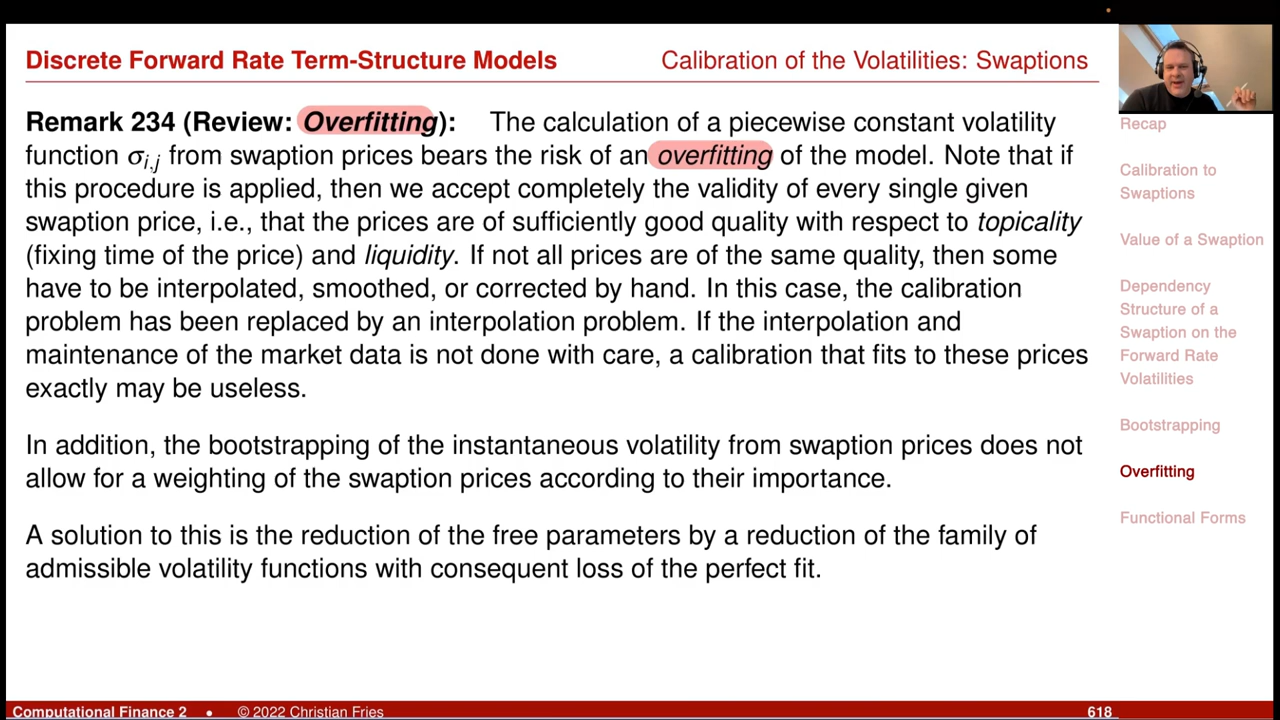 Discrete Forward Rate Term-Structure Models
Calibration of the Volatilities: Swaptions
Remark 234 (Review: Overfitting): The calculation of a piecewise constant volatility
function σi,j from swaption prices bears the risk of an overfitting of the model. Note that if
this procedure is applied, then we accept completely the validity of every single given
swaption price, i.e., that the prices are of sufficiently good quality with respect to topicality
(fixing time of the price) and liquidity. If not all prices are of the same quality, then some
have to be interpolated, smoothed, or corrected by hand. In this case, the calibration
problem has been replaced by an interpolation problem. If the interpolation and
maintenance of the market data is not done with care, a calibration that fits to these prices
exactly may be useless.
In addition, the bootstrapping of the instantaneous volatility from swaption prices does not
allow for a weighting of the swaption prices according to their importance.
A solution to this is the reduction of the free parameters by a reduction of the family of
admissible volatility functions with consequent loss of the perfect fit.
Recap
Calibration to
Swaptions
Value of a Swaption
Dependency
Structure of a
Swaption on the
Forward Rate
Volatilities
Bootstrapping
Overfitting
Functional Forms
Computational Finance 2 • © 2022 Christian Fries
618